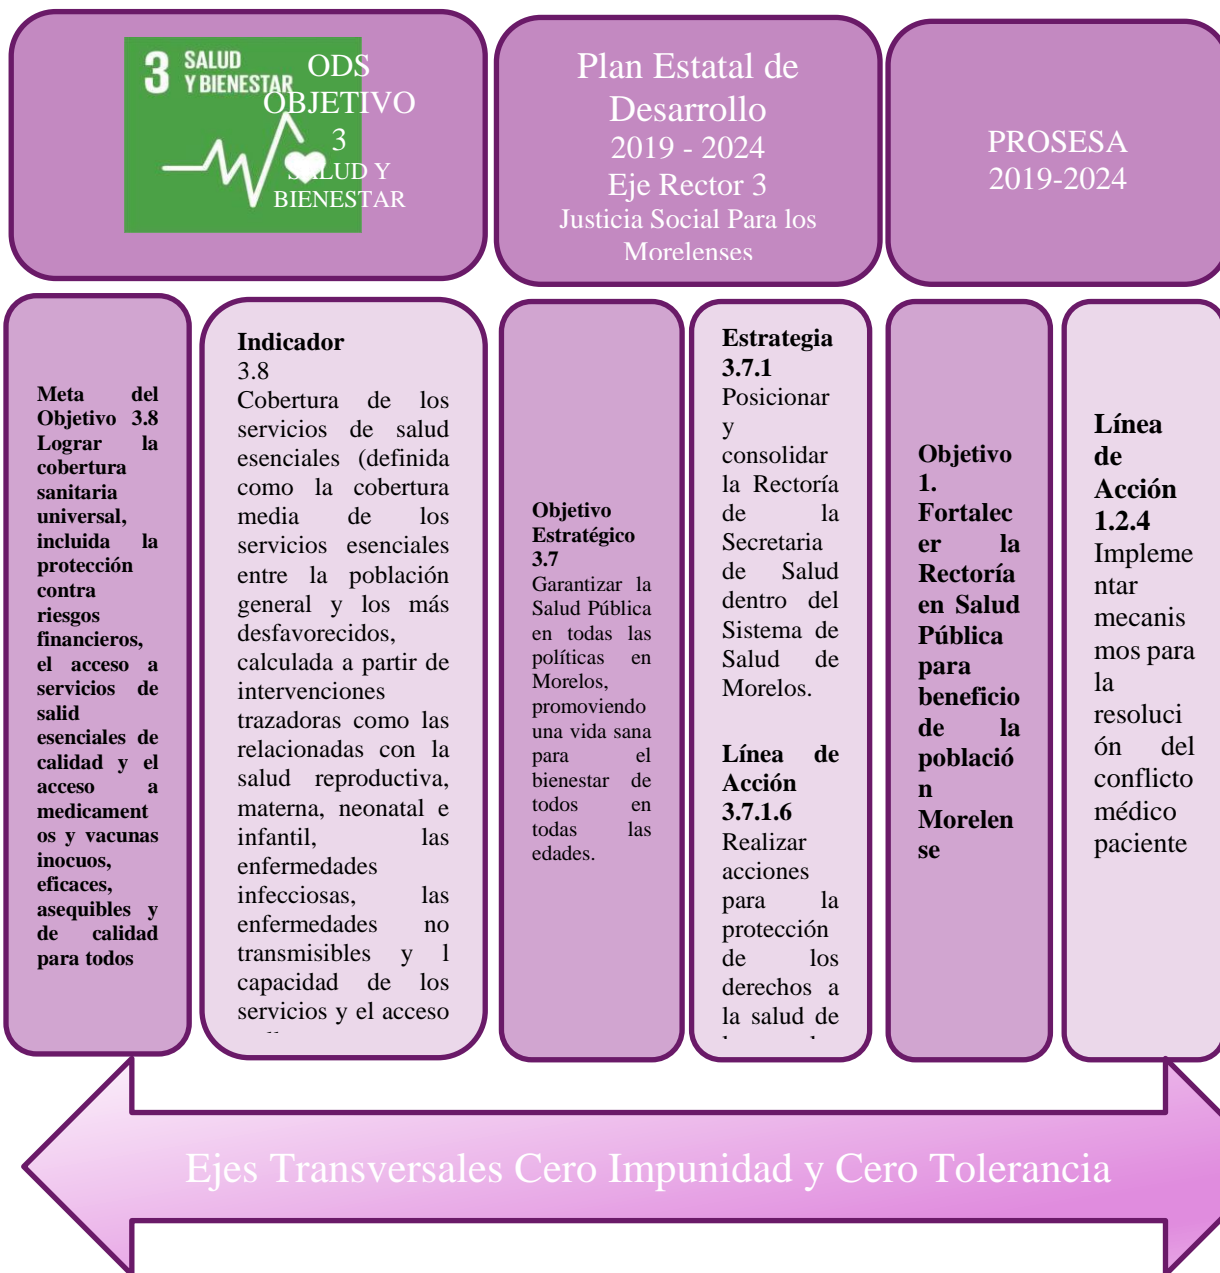 3 SALUD
Y BIENESTAR
ODS
OBJETIVO
3
SALUD Y
BIENESTAR
Plan Estatal de
Desarrollo
2019 - 2024
Eje Rector 3
Justicia Social Para los
Morelenses
PROSESA
2019-2024
Meta del
Objetivo 3.8
Lograr la
cobertura
sanitaria
universal,
incluida la
protección
contra
riesgos
financieros,
el acceso a
servicios de
salid
esenciales de
calidad y el
acceso a
medicament
os y vacunas
inocuos,
eficaces,
asequibles y
de calidad
para todos
Indicador
3.8
Cobertura de los
servicios de salud
esenciales (definida
como la cobertura
media de los
servicios esenciales
entre la población
general y los más
desfavorecidos,
calculada a partir de
intervenciones
trazadoras como las
relacionadas con la
salud reproductiva,
materna, neonatal e
infantil, las
enfermedades
infecciosas, las
enfermedades no
transmisibles y l
capacidad de los
servicios y el acceso
Objetivo
Estratégico
3.7
Garantizar la
Salud Pública
en todas las
políticas en
Morelos,
promoviendo
una vida sana
para el
bienestar de
todos en
todas las
edades.
Estrategia
3.7.1
Posicionar
y
consolidar
la Rectoría
de la
Secretaria
de Salud
dentro del
Sistema de
Salud de
Morelos.
Línea de
Acción
3.7.1.6
Realizar
acciones
para la
protección
de los
derechos a
la salud de
Objetivo
1.
Fortalec
er la
Rectoría
en Salud
Pública
para
beneficio
de la
població
n
Morelen
se
Línea
de
Acción
1.2.4
Impleme
ntar
mecanis
mos para
la
resoluci
ón del
conflicto
médico
paciente
Ejes Transversales Cero Impunidad y Cero Tolerancia